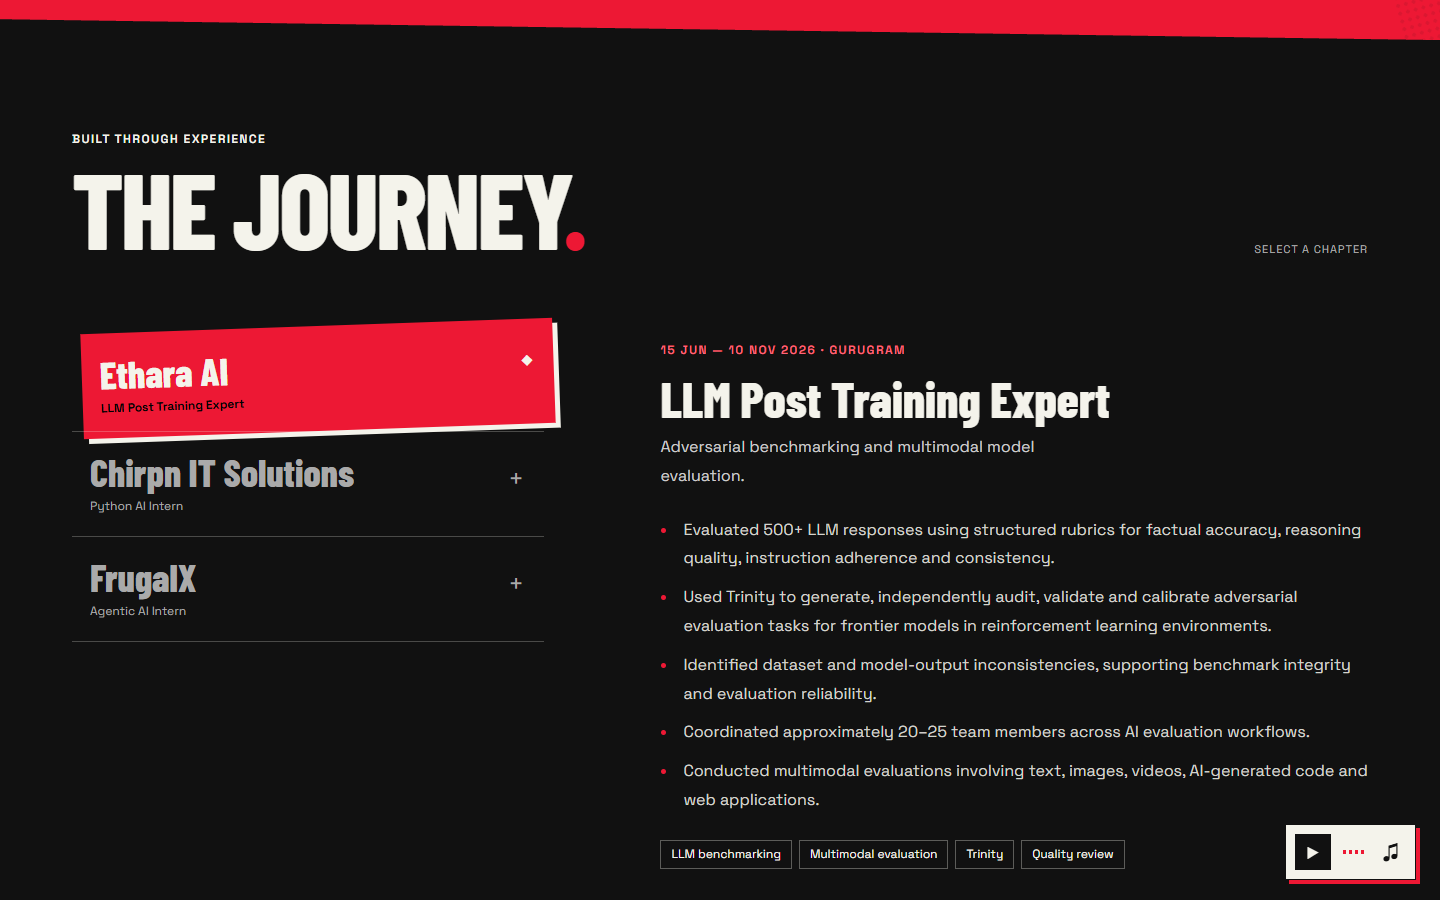 BUILT THROUGH EXPERIENCE
THE JOURNEY.
SELECT A CHAPTER
Ethara AI
LLM Post Training Expert
Chirpn IT Solutions
+
Python AI Intern
FrugalX
+
Agentic AI Intern
15 JUN — 10 NOV 2026 · GURUGRAM
LLM Post Training Expert
Adversarial benchmarking and multimodal model
evaluation.
• Evaluated 500+ LLM responses using structured rubrics for factual accuracy, reasoning
quality, instruction adherence and consistency.
• Used Trinity to generate, independently audit, validate and calibrate adversarial
evaluation tasks for frontier models in reinforcement learning environments.
• Identified dataset and model-output inconsistencies, supporting benchmark integrity
and evaluation reliability.
• Coordinated approximately 20–25 team members across AI evaluation workflows.
• Conducted multimodal evaluations involving text, images, videos, AI-generated code and
web applications.
LLM benchmarking
Multimodal evaluation
Trinity
Quality review